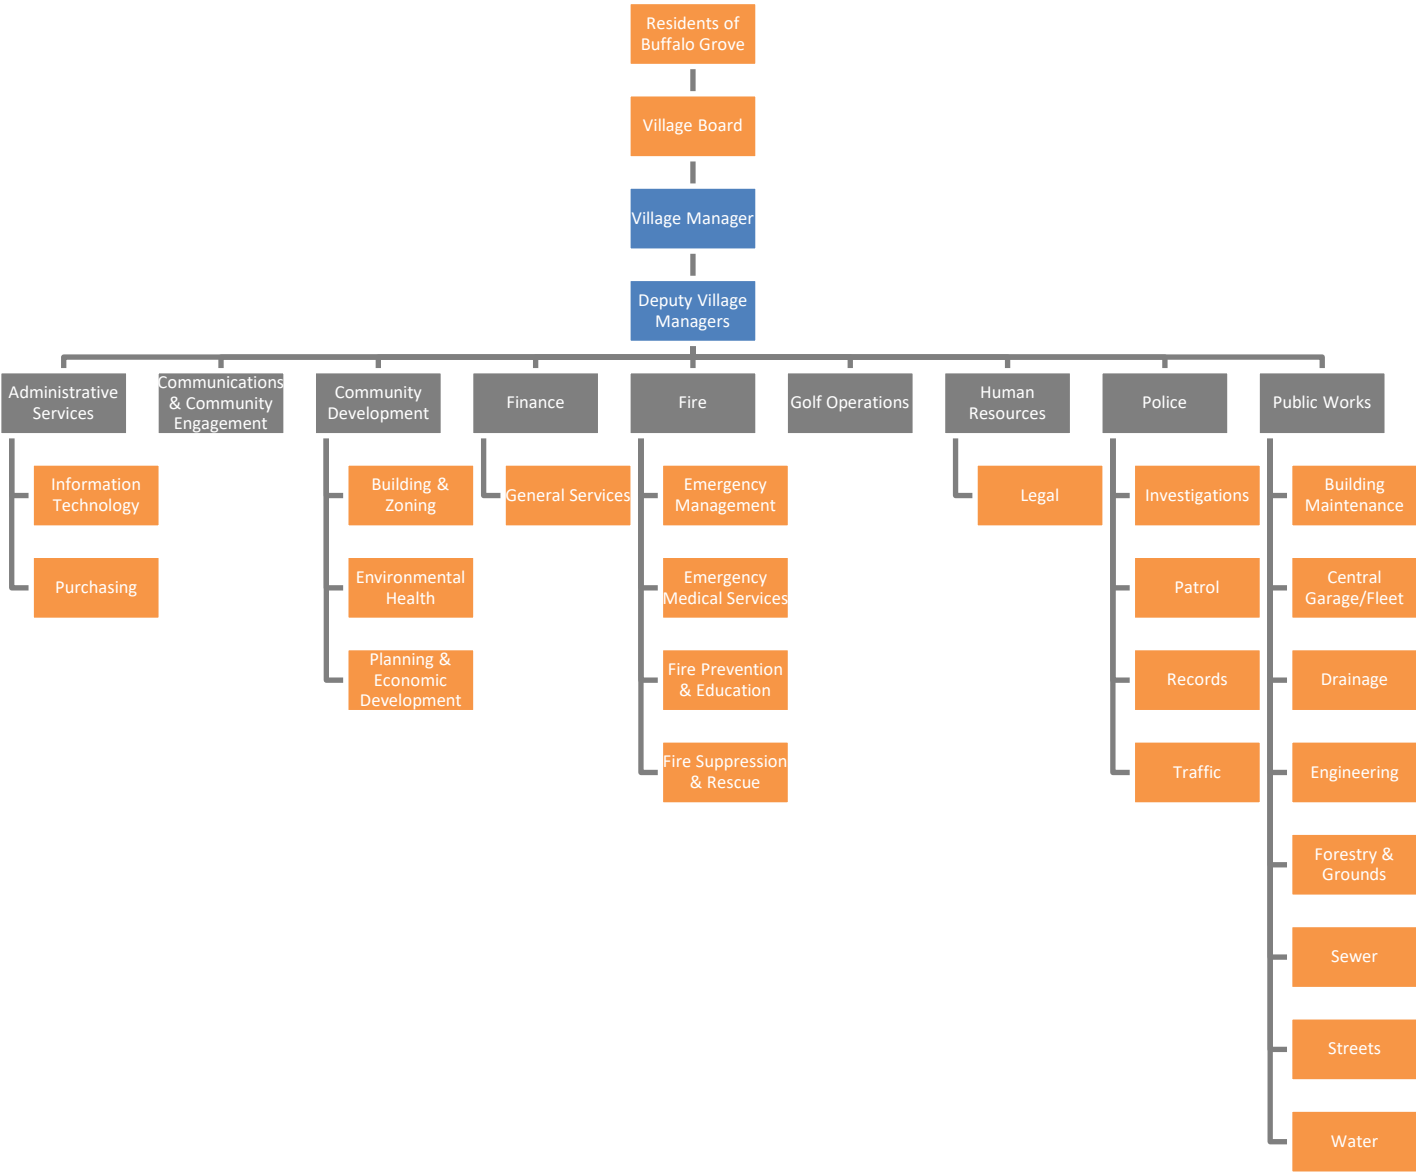 Residents of
Buffalo Grove
Village Board
Village Manager
Deputy Village
Managers
Administrative
Services
Communications
& Community
Engagement
Community
Development
Finance
Fire
Golf Operations
Human
Resources
Police
Public Works
Information
Technology
Purchasing
Building &
Zoning
Environmental
Health
Planning &
Economic
Development
General Services
Emergency
Management
Emergency
Medical Services
Fire Prevention
& Education
Fire Suppression
& Rescue
Legal
Investigations
Patrol
Records
Traffic
Building
Maintenance
Central
Garage/Fleet
Drainage
Engineering
Forestry &
Grounds
Sewer
Streets
Water